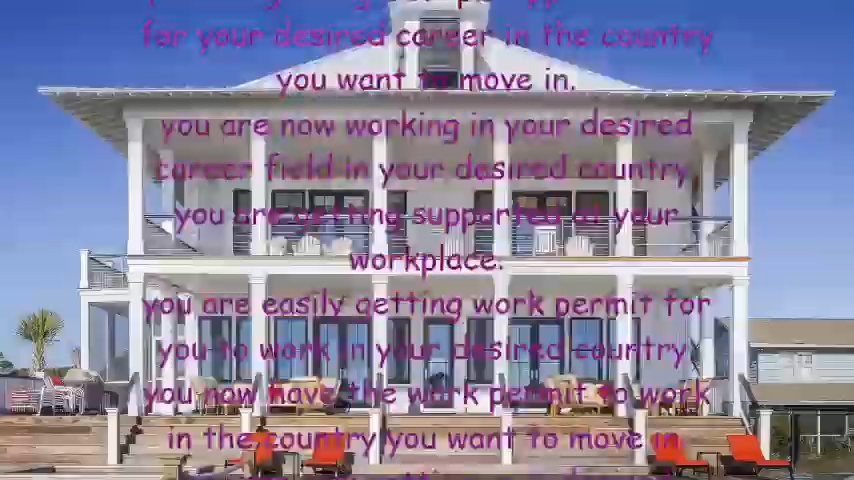 for your desired career in the country
you want to move in.
you are now working in your desired
career field in your desired country
you are getting supported at your
workplace.
you are easily getting work permit for
you to work in your desired country
you now have the work permit to work
in the country you want to move in